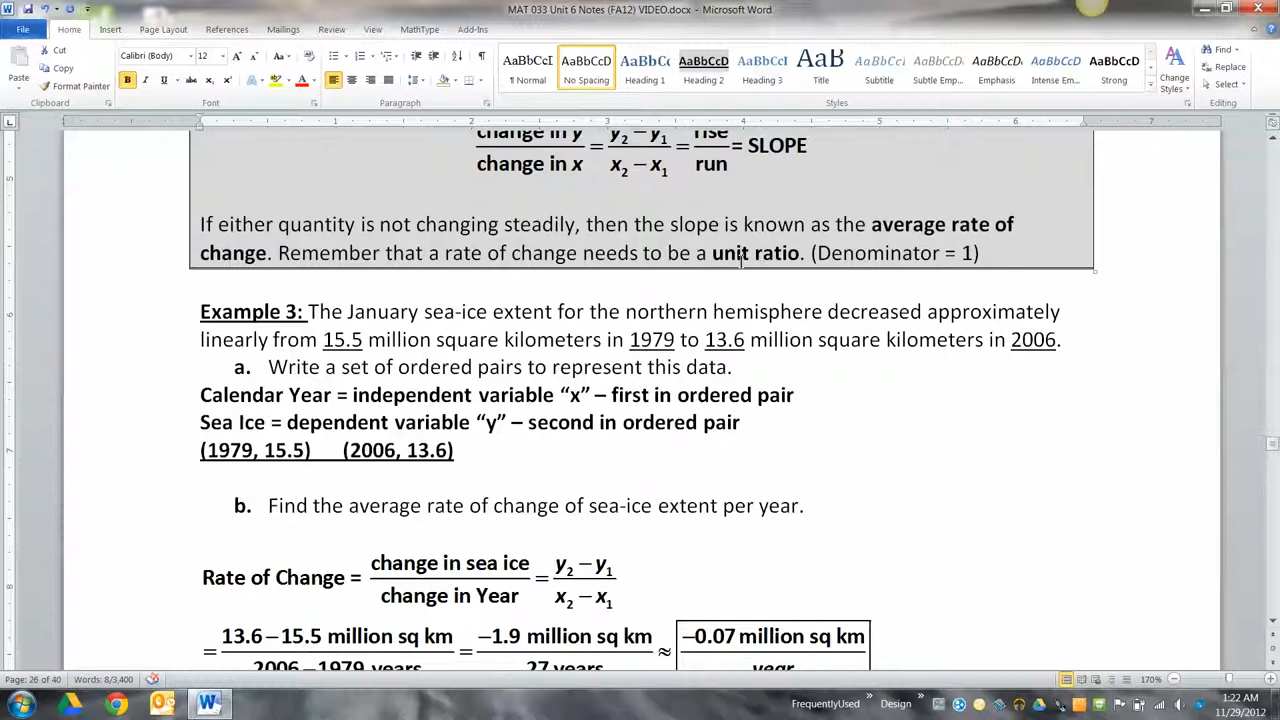 MAT 033 Unit 6 Notes (FA12) VIDEO.docx - Microsoft Word
File Home Insert Page Layout References Mailings Review View MathType Add-Ins
Paste Cut Copy Format Painter Clipboard
Calibri (Body) 12 Font
Paragraph
AaBbCcI AaBbCcD AaBbCc AaBbCcD AaBbCcI AaB AaBbCcI AaBbCcD AaBbCcD AaBbCcD AaBbCcD
¶ Normal No Spacing Heading 1 Heading 2 Heading 3 Title Subtitle Subtle Emp... Emphasis Intense Em... Strong
Styles
Change Styles
Find Replace Select Editing
change in y / change in x = y2 − y1 / x2 − x1 = rise / run = SLOPE
If either quantity is not changing steadily, then the slope is known as the average rate of
change. Remember that a rate of change needs to be a unit ratio. (Denominator = 1)
Example 3: The January sea-ice extent for the northern hemisphere decreased approximately
linearly from 15.5 million square kilometers in 1979 to 13.6 million square kilometers in 2006.
a. Write a set of ordered pairs to represent this data.
Calendar Year = independent variable “x” – first in ordered pair
Sea Ice = dependent variable “y” – second in ordered pair
(1979, 15.5) (2006, 13.6)
b. Find the average rate of change of sea-ice extent per year.
Rate of Change = change in sea ice / change in Year = y2 − y1 / x2 − x1
= 13.6 − 15.5 million sq km / 2006 − 1979 years = −1.9 million sq km / 27 years ≈ −0.07 million sq km / year
Page: 26 of 40 Words: 8/3,400 170%
FrequentlyUsed » Design » 1:22 AM
11/29/2012